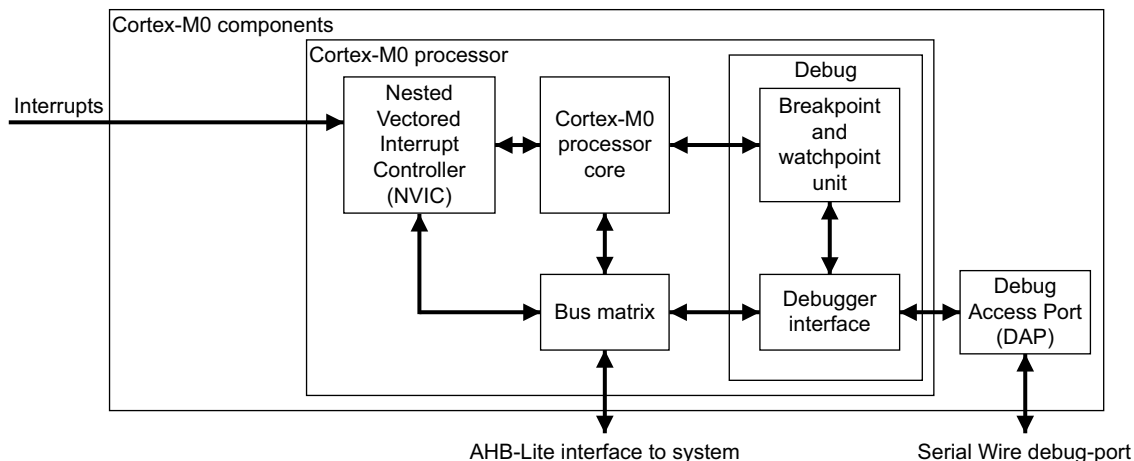 Cortex-M0 components
Cortex-M0 processor
Debug
Interrupts
Nested
Vectored
Interrupt
Controller
(NVIC)
Cortex-M0
processor
core
Breakpoint
and
watchpoint
unit
Bus matrix
Debugger
interface
Debug
Access Port
(DAP)
AHB-Lite interface to system
Serial Wire debug-port